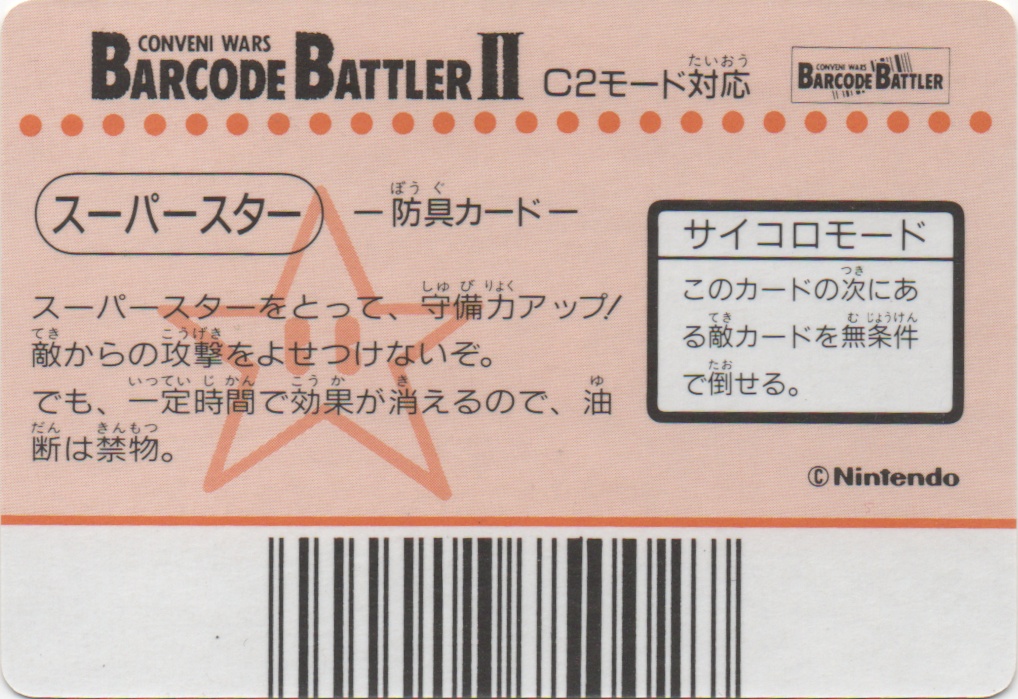 CONVENI WARS
BARCODE BATTLER II
たいおう
C2モード対応
CONVENI WARS
BARCODE BATTLER
スーパースター
ぼう ぐ
ー防具カードー
しゅ び りょく
スーパースターをとって、守備力アップ!
てき こうげき
敵からの攻撃をよせつけないぞ。
いってい じ かん こう か き ゆ
でも、一定時間で効果が消えるので、油
だん きんもつ
断は禁物。
サイコロモード
つき
このカードの次にあ
てき む じょうけん
る敵カードを無条件
たお
で倒せる。
©Nintendo